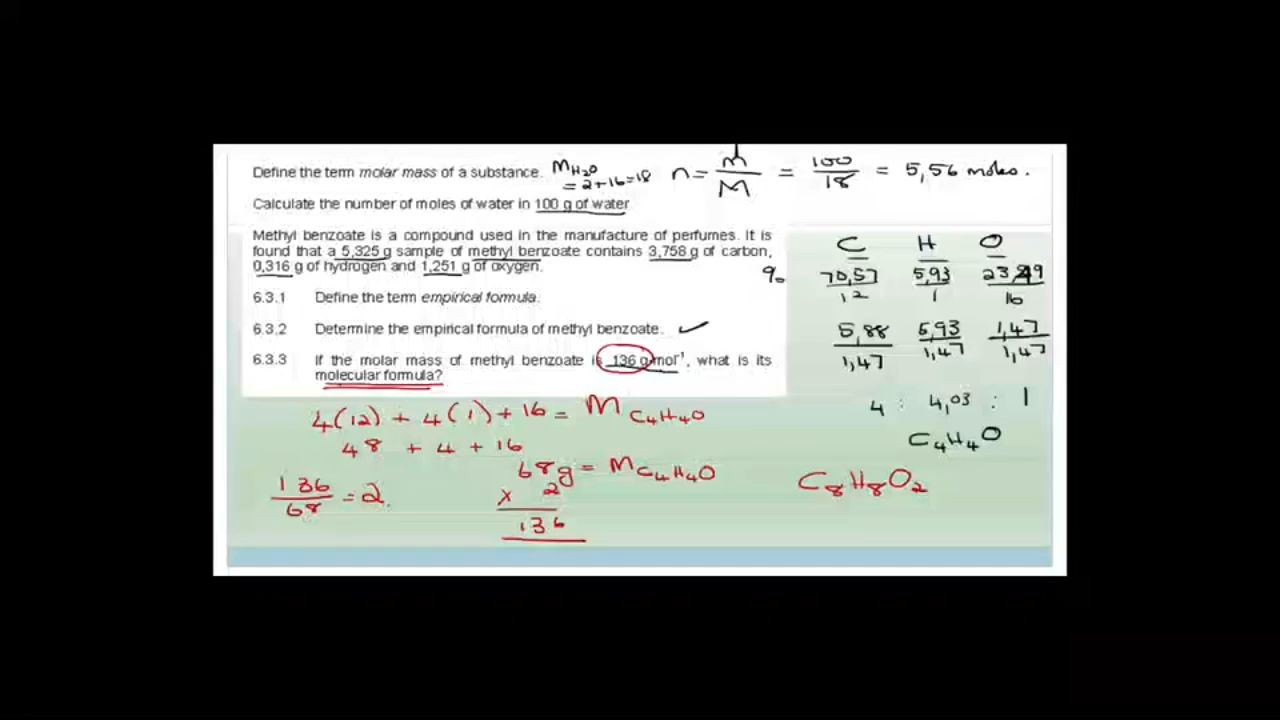 Define the term molar mass of a substance. M H2O = 2+16=18 n = m/M = 100/18 = 5,56 moles.
Calculate the number of moles of water in 100 g of water
Methyl benzoate is a compound used in the manufacture of perfumes. It is
found that a 5,325 g sample of methyl benzoate contains 3,758 g of carbon,
0,316 g of hydrogen and 1,251 g of oxygen.
6.3.1 Define the term empirical formula.
6.3.2 Determine the empirical formula of methyl benzoate. ✓
6.3.3 If the molar mass of methyl benzoate is 136 g·mol⁻¹, what is its
molecular formula?
C H O
% 70,57/12 5,93/1 23,49/16
5,88/1,47 5,93/1,47 1,47/1,47
4 : 4,03 : 1
C4H4O
4(12) + 4(1) + 16 = M C4H4O
48 + 4 + 16
68g = M C4H4O
x 2
136
136/68 = 2
C8H8O2